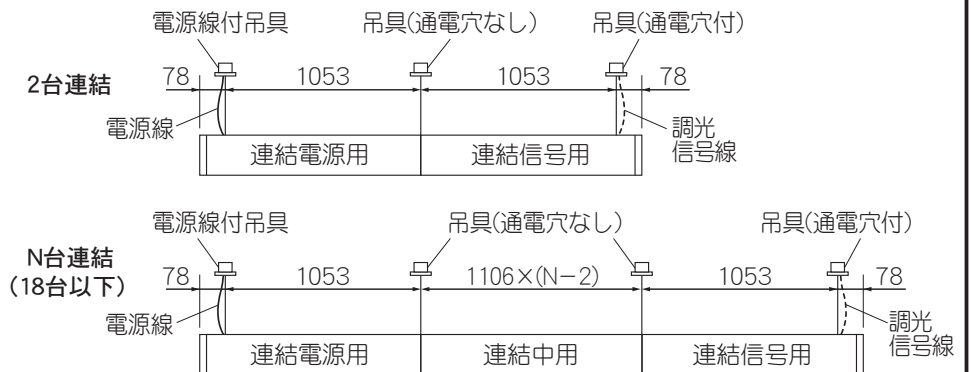 電源線付吊具 吊具(通電穴なし) 吊具(通電穴付)
2台連結
78 1053 1053 78
電源線
調光
信号線
連結電源用 連結信号用
電源線付吊具 吊具(通電穴なし) 吊具(通電穴付)
N台連結
(18台以下)
78 1053 1106×(N−2) 1053 78
電源線
調光
信号線
連結電源用 連結中用 連結信号用